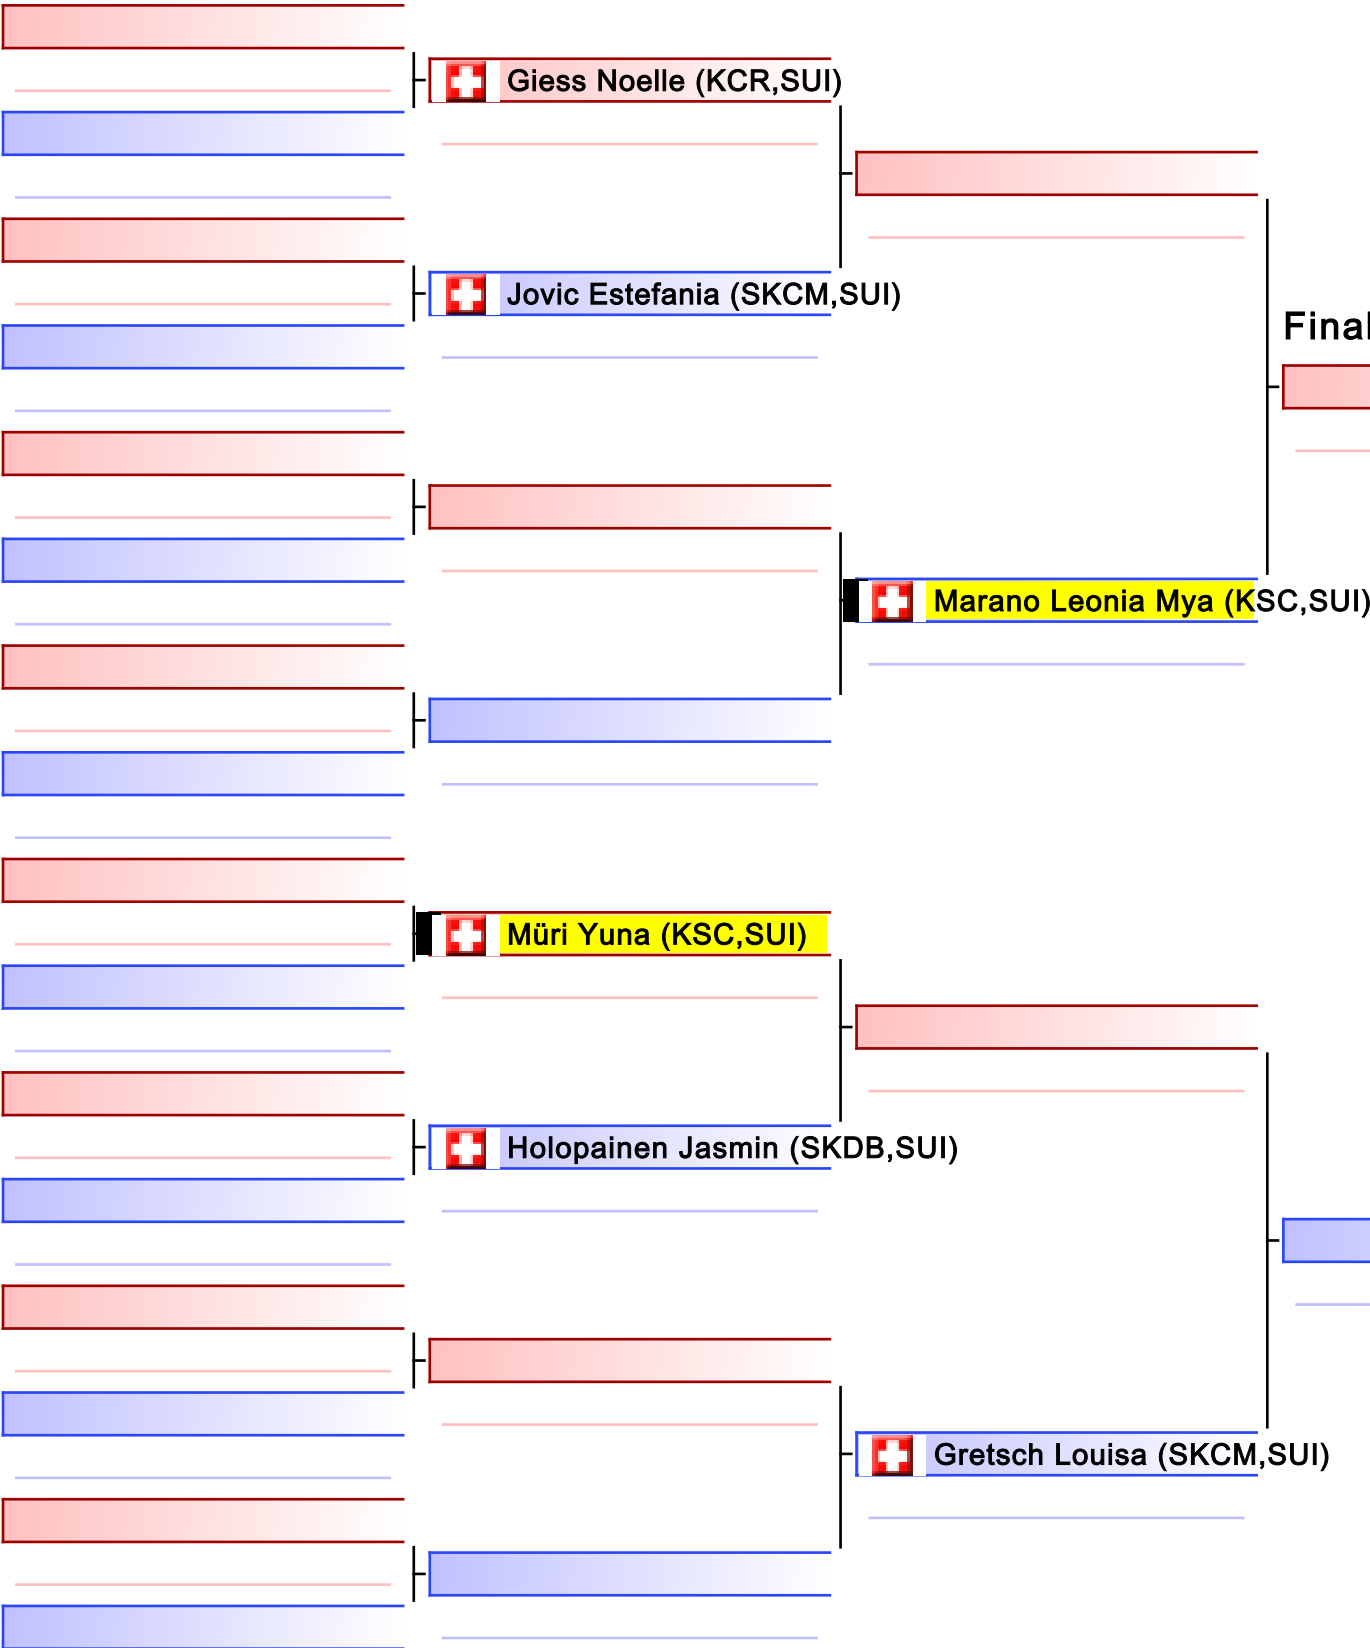 Giess Noelle (KCR,SUI)
Jovic Estefania (SKCM,SUI)
Final
Marano Leonia Mya (KSC,SUI)
Müri Yuna (KSC,SUI)
Holopainen Jasmin (SKDB,SUI)
Gretsch Louisa (SKCM,SUI)